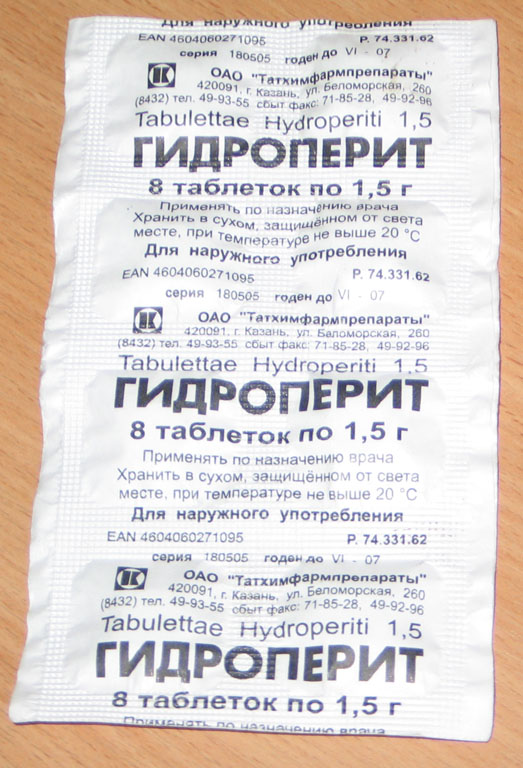 Для наружного употребления
EAN 4604060271095 Р. 74.331.62
серия 180505 годен до VI - 07
ОАО "Татхимфармпрепараты"
420091, г. Казань, ул. Беломорская, 260
(8432) тел. 49-93-55 сбыт факс: 71-85-28, 49-92-96
Tabulettae Hydroperiti 1,5
ГИДРОПЕРИТ
8 таблеток по 1,5 г
Применять по назначению врача
Хранить в сухом, защищённом от света
месте, при температуре не выше 20 °C
Для наружного употребления
EAN 4604060271095 Р. 74.331.62
серия 180505 годен до VI - 07
ОАО "Татхимфармпрепараты"
420091, г. Казань, ул. Беломорская, 260
(8432) тел. 49-93-55 сбыт факс: 71-85-28, 49-92-96
Tabulettae Hydroperiti 1,5
ГИДРОПЕРИТ
8 таблеток по 1,5 г
Применять по назначению врача
Хранить в сухом, защищённом от света
месте, при температуре не выше 20 °C
Для наружного употребления
EAN 4604060271095 Р. 74.331.62
серия 180505 годен до VI - 07
ОАО "Татхимфармпрепараты"
420091, г. Казань, ул. Беломорская, 260
(8432) тел. 49-93-55 сбыт факс: 71-85-28, 49-92-96
Tabulettae Hydroperiti 1,5
ГИДРОПЕРИТ
8 таблеток по 1,5 г
Применять по назначению врача